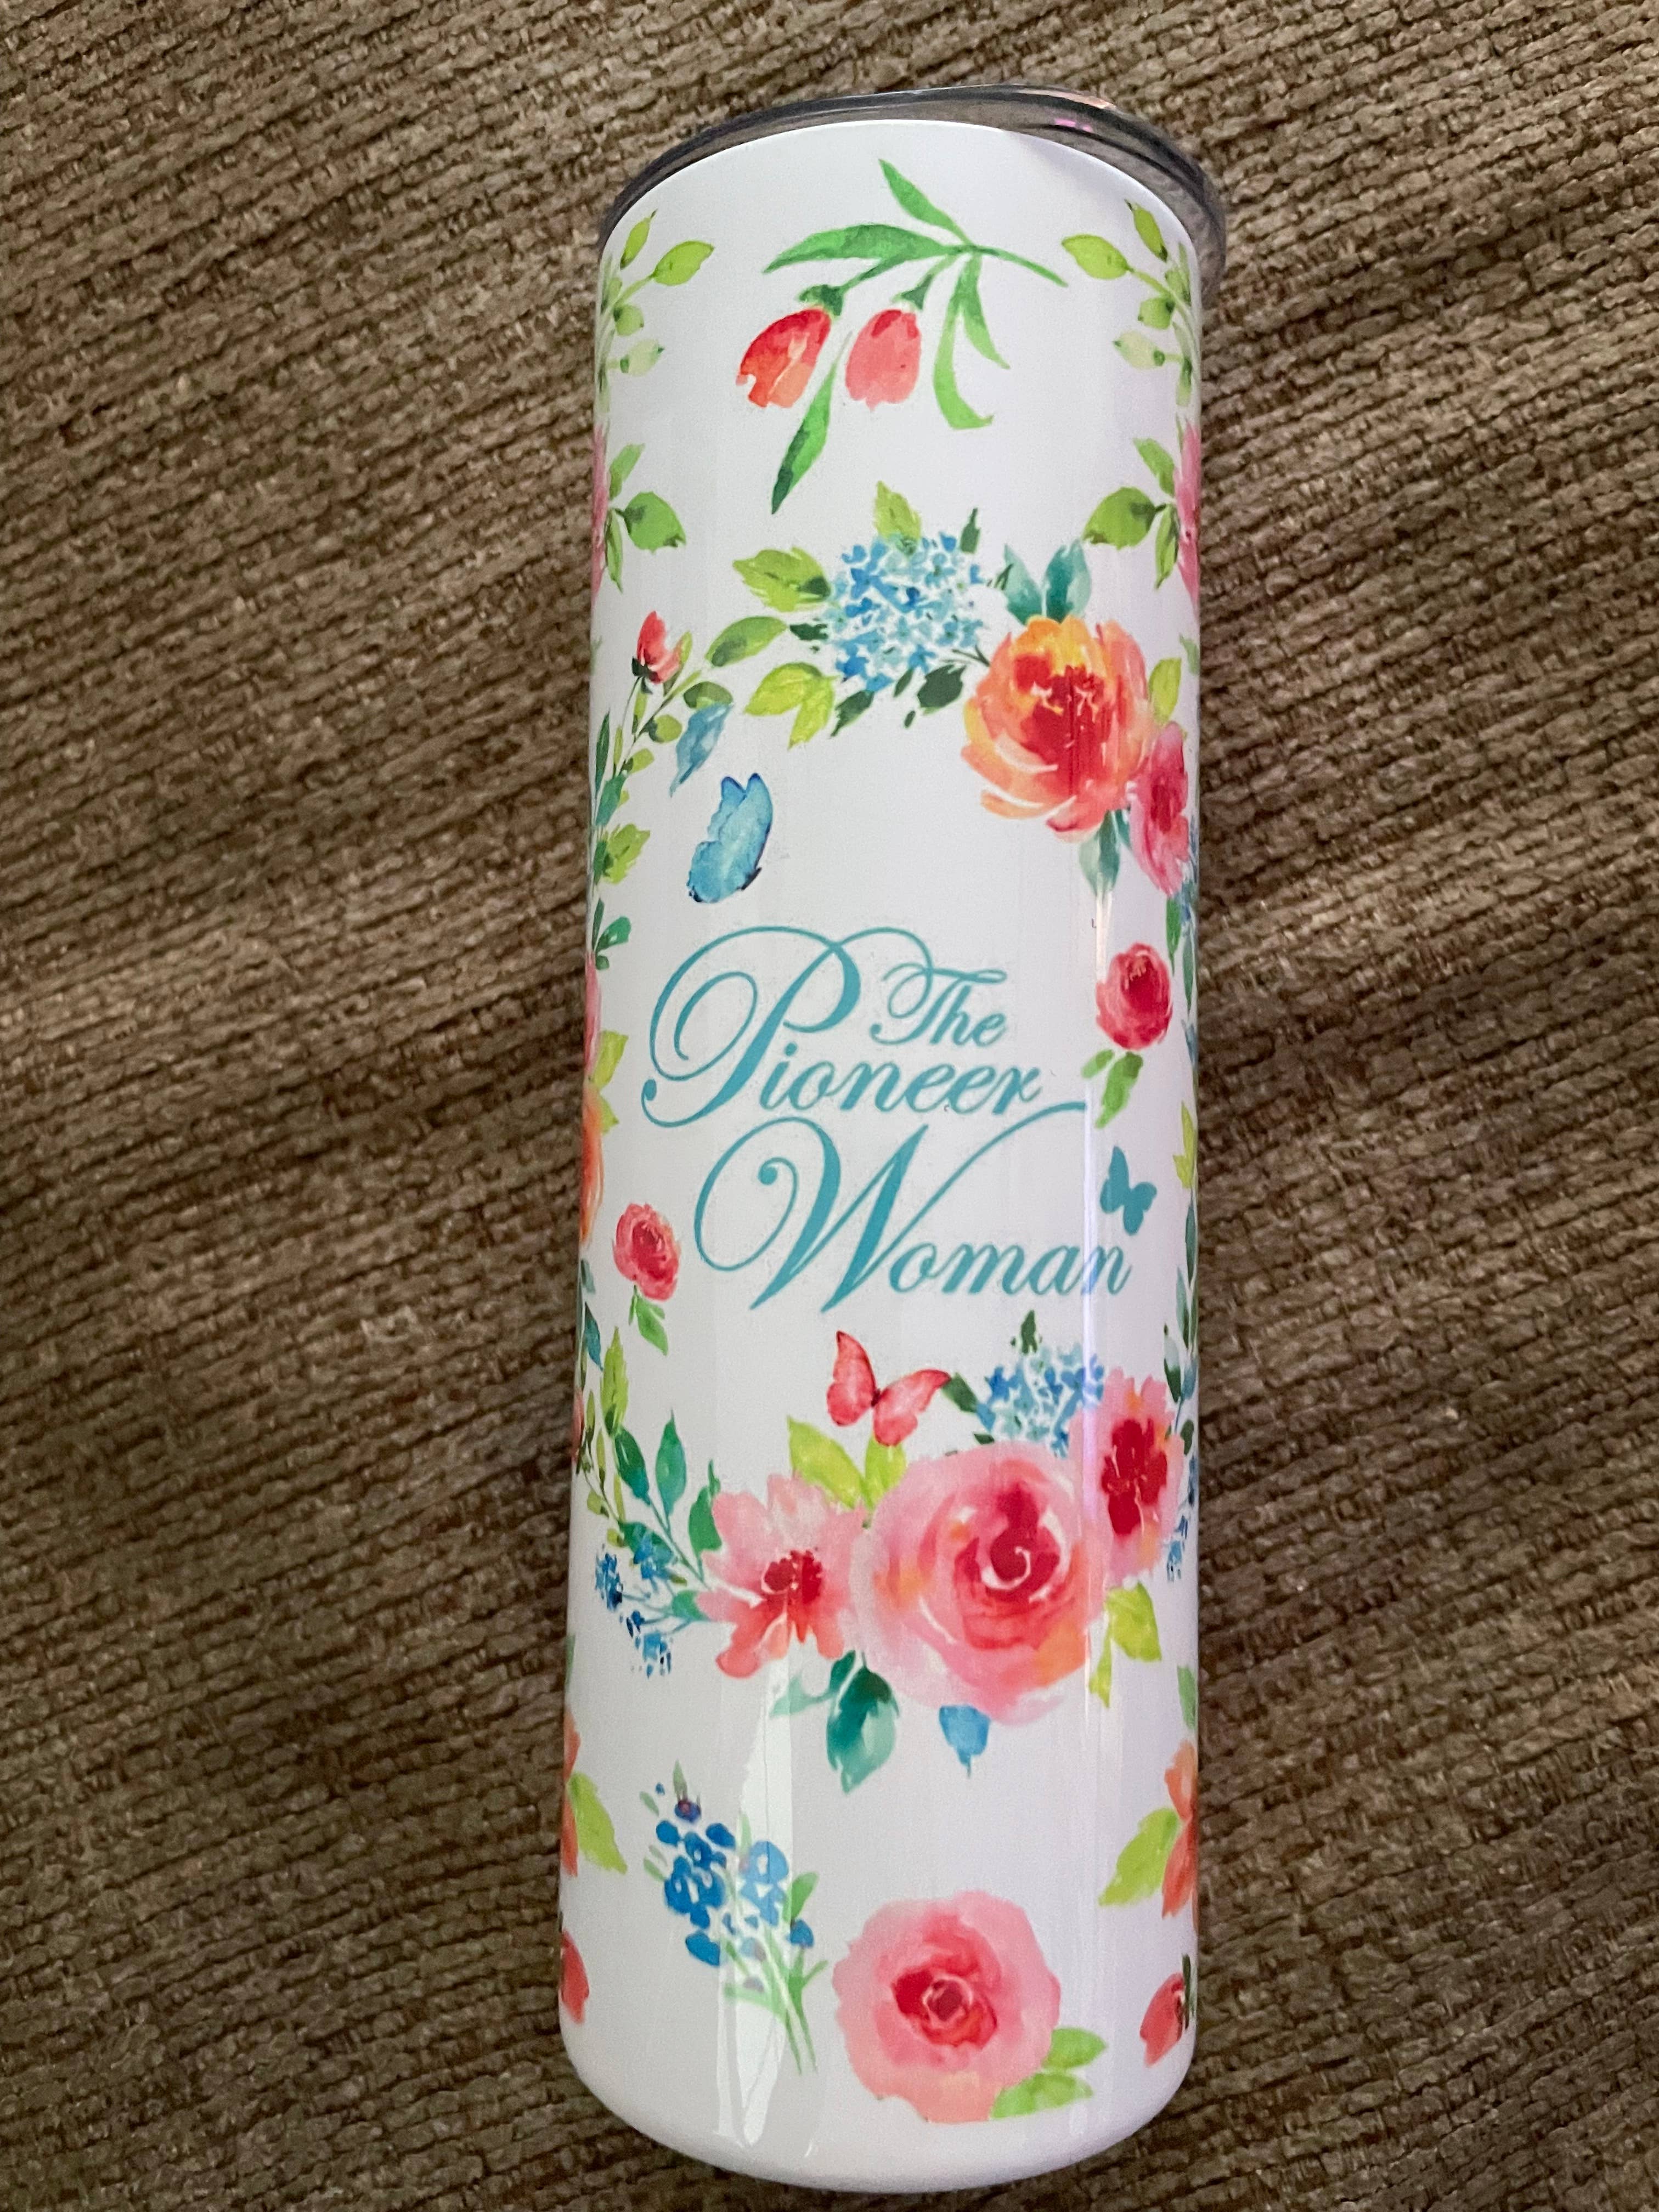 The
Pioneer
Woman